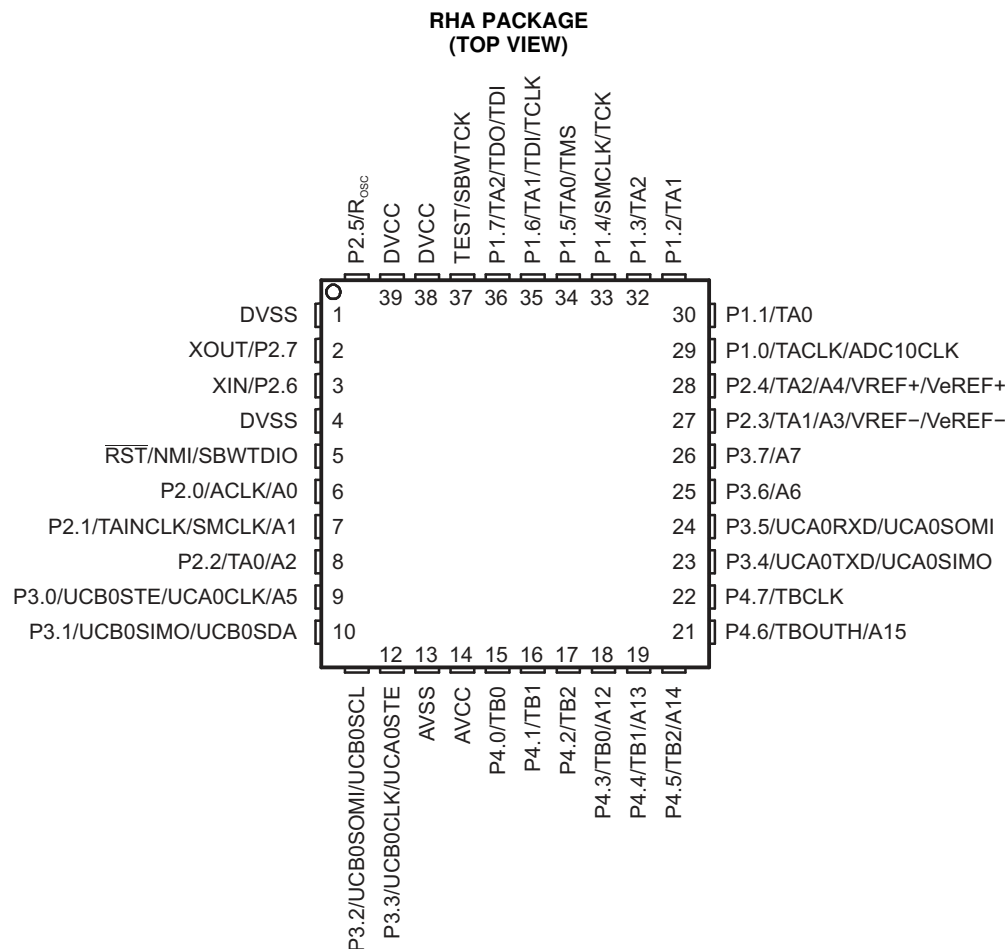 RHA PACKAGE
(TOP VIEW)
P2.5/ROSC
DVCC
DVCC
TEST/SBWTCK
P1.7/TA2/TDO/TDI
P1.6/TA1/TDI/TCLK
P1.5/TA0/TMS
P1.4/SMCLK/TCK
P1.3/TA2
P1.2/TA1
39 38 37 36 35 34 33 32
DVSS 1
XOUT/P2.7 2
XIN/P2.6 3
DVSS 4
R̅S̅T̅/NMI/SBWTDIO 5
P2.0/ACLK/A0 6
P2.1/TAINCLK/SMCLK/A1 7
P2.2/TA0/A2 8
P3.0/UCB0STE/UCA0CLK/A5 9
P3.1/UCB0SIMO/UCB0SDA 10
30 P1.1/TA0
29 P1.0/TACLK/ADC10CLK
28 P2.4/TA2/A4/VREF+/VeREF+
27 P2.3/TA1/A3/VREF−/VeREF−
26 P3.7/A7
25 P3.6/A6
24 P3.5/UCA0RXD/UCA0SOMI
23 P3.4/UCA0TXD/UCA0SIMO
22 P4.7/TBCLK
21 P4.6/TBOUTH/A15
12 13 14 15 16 17 18 19
P3.2/UCB0SOMI/UCB0SCL
P3.3/UCB0CLK/UCA0STE
AVSS
AVCC
P4.0/TB0
P4.1/TB1
P4.2/TB2
P4.3/TB0/A12
P4.4/TB1/A13
P4.5/TB2/A14